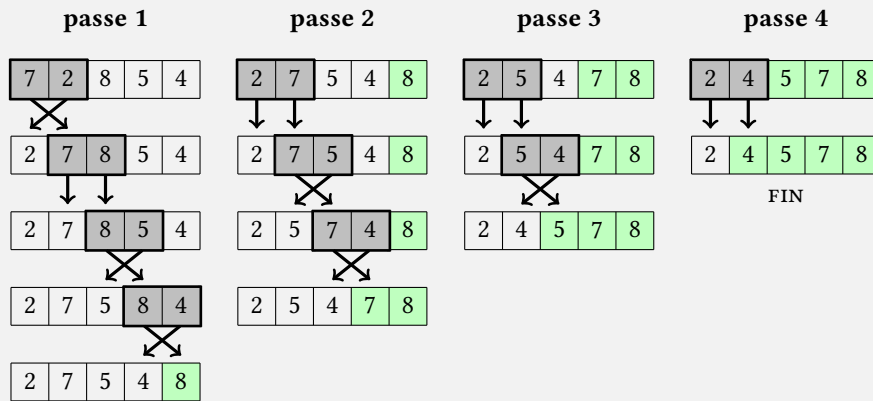 passe 1 passe 2 passe 3 passe 4
7 2 8 5 4 2 7 5 4 8 2 5 4 7 8 2 4 5 7 8
2 7 8 5 4 2 7 5 4 8 2 5 4 7 8 2 4 5 7 8
FIN
2 7 8 5 4 2 5 7 4 8 2 4 5 7 8
2 7 5 8 4 2 5 4 7 8
2 7 5 4 8